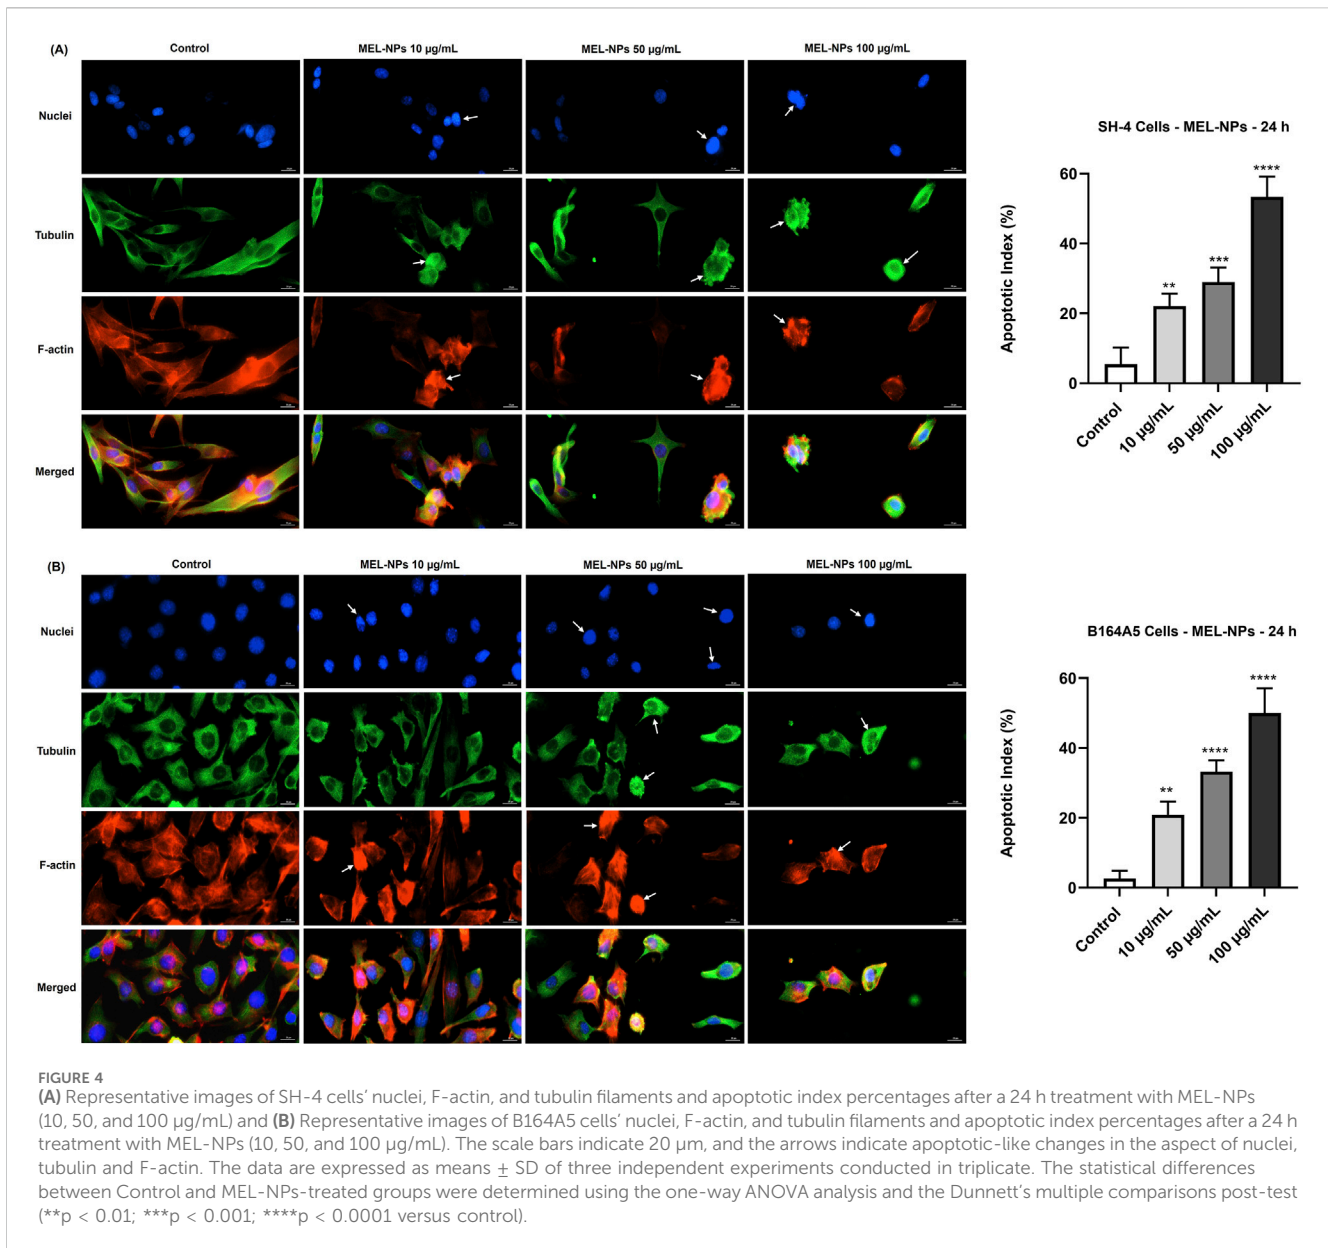 (A)
Control
MEL-NPs 10 µg/mL
MEL-NPs 50 µg/mL
MEL-NPs 100 µg/mL
Nuclei
Tubulin
F-actin
Merged
SH-4 Cells - MEL-NPs - 24 h
Apoptotic Index (%)
60
40
20
0
**
***
****
Control
10 µg/mL
50 µg/mL
100 µg/mL
(B)
Control
MEL-NPs 10 µg/mL
MEL-NPs 50 µg/mL
MEL-NPs 100 µg/mL
Nuclei
Tubulin
F-actin
Merged
B164A5 Cells - MEL-NPs - 24 h
Apoptotic Index (%)
60
40
20
0
**
****
****
Control
10 µg/mL
50 µg/mL
100 µg/mL
FIGURE 4
(A) Representative images of SH-4 cells' nuclei, F-actin, and tubulin filaments and apoptotic index percentages after a 24 h treatment with MEL-NPs
(10, 50, and 100 µg/mL) and (B) Representative images of B164A5 cells' nuclei, F-actin, and tubulin filaments and apoptotic index percentages after a 24 h
treatment with MEL-NPs (10, 50, and 100 µg/mL). The scale bars indicate 20 µm, and the arrows indicate apoptotic-like changes in the aspect of nuclei,
tubulin and F-actin. The data are expressed as means ± SD of three independent experiments conducted in triplicate. The statistical differences
between Control and MEL-NPs-treated groups were determined using the one-way ANOVA analysis and the Dunnett's multiple comparisons post-test
(**p < 0.01; ***p < 0.001; ****p < 0.0001 versus control).